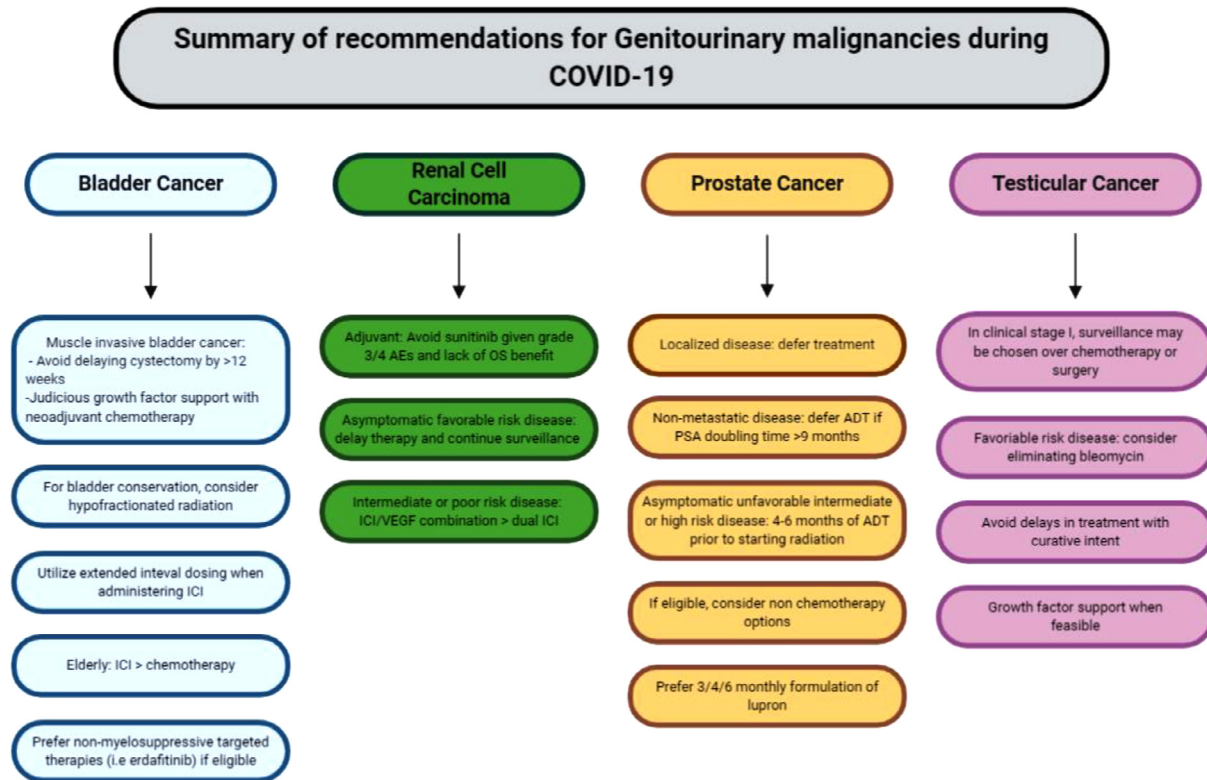 Summary of recommendations for Genitourinary malignancies during
COVID-19
Bladder Cancer
Muscle invasive bladder cancer:
- Avoid delaying cystectomy by >12
weeks
-Judicious growth factor support with
neoadjuvant chemotherapy
For bladder conservation, consider
hypofractionated radiation
Utilize extended inteval dosing when
administering ICI
Elderly: ICI > chemotherapy
Prefer non-myelosuppressive targeted
therapies (i.e erdafitinib) if eligible
Renal Cell
Carcinoma
Adjuvant: Avoid sunitinib given grade
3/4 AEs and lack of OS benefit
Asymptomatic favorable risk disease:
delay therapy and continue surveillance
Intermediate or poor risk disease:
ICI/VEGF combination > dual ICI
Prostate Cancer
Localized disease: defer treatment
Non-metastatic disease: defer ADT if
PSA doubling time >9 months
Asymptomatic unfavorable intermediate
or high risk disease: 4-6 months of ADT
prior to starting radiation
If eligible, consider non chemotherapy
options
Prefer 3/4/6 monthly formulation of
lupron
Testicular Cancer
In clinical stage I, surveillance may
be chosen over chemotherapy or
surgery
Favoriable risk disease: consider
eliminating bleomycin
Avoid delays in treatment with
curative intent
Growth factor support when
feasible